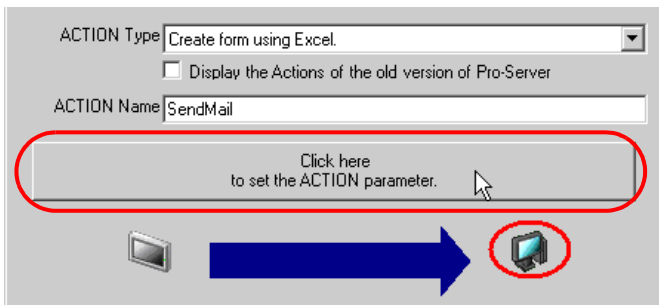 ACTION Type Create form using Excel.
Display the Actions of the old version of Pro-Server
ACTION Name SendMail
Click here
to set the ACTION parameter.